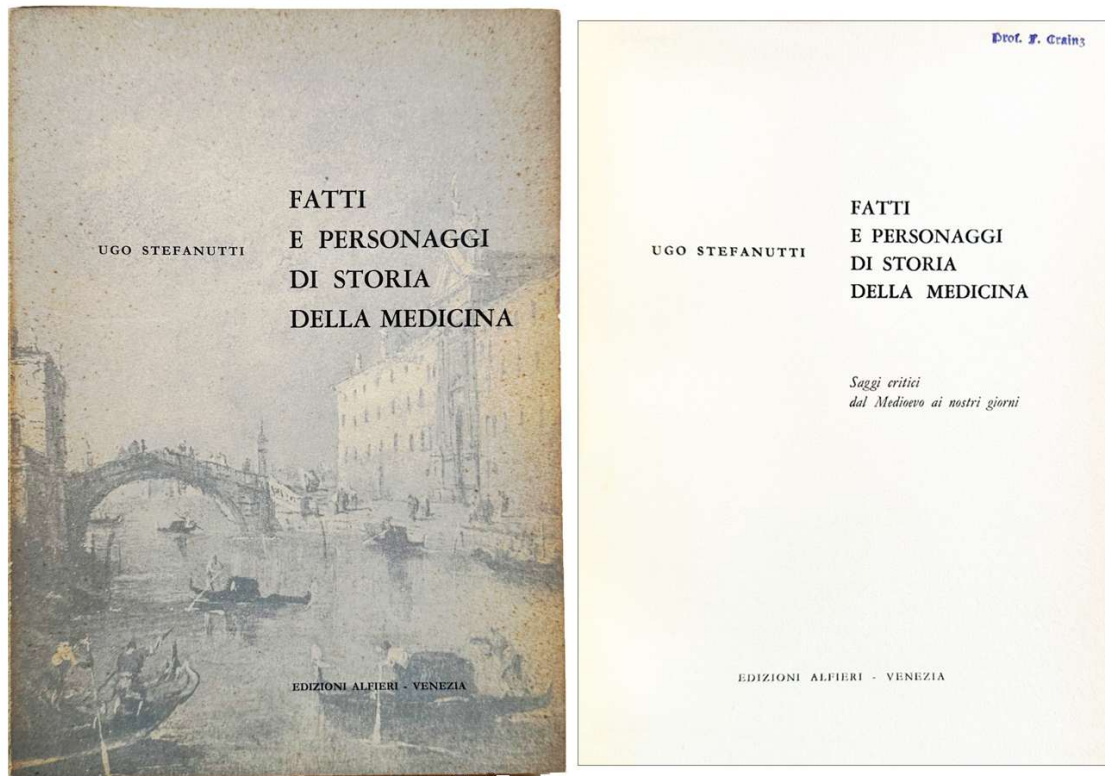 UGO STEFANUTTI
FATTI
E PERSONAGGI
DI STORIA
DELLA MEDICINA
EDIZIONI ALFIERI - VENEZIA
Prof. F. Crainz
UGO STEFANUTTI
FATTI
E PERSONAGGI
DI STORIA
DELLA MEDICINA
Saggi critici
dal Medioevo ai nostri giorni
EDIZIONI ALFIERI - VENEZIA